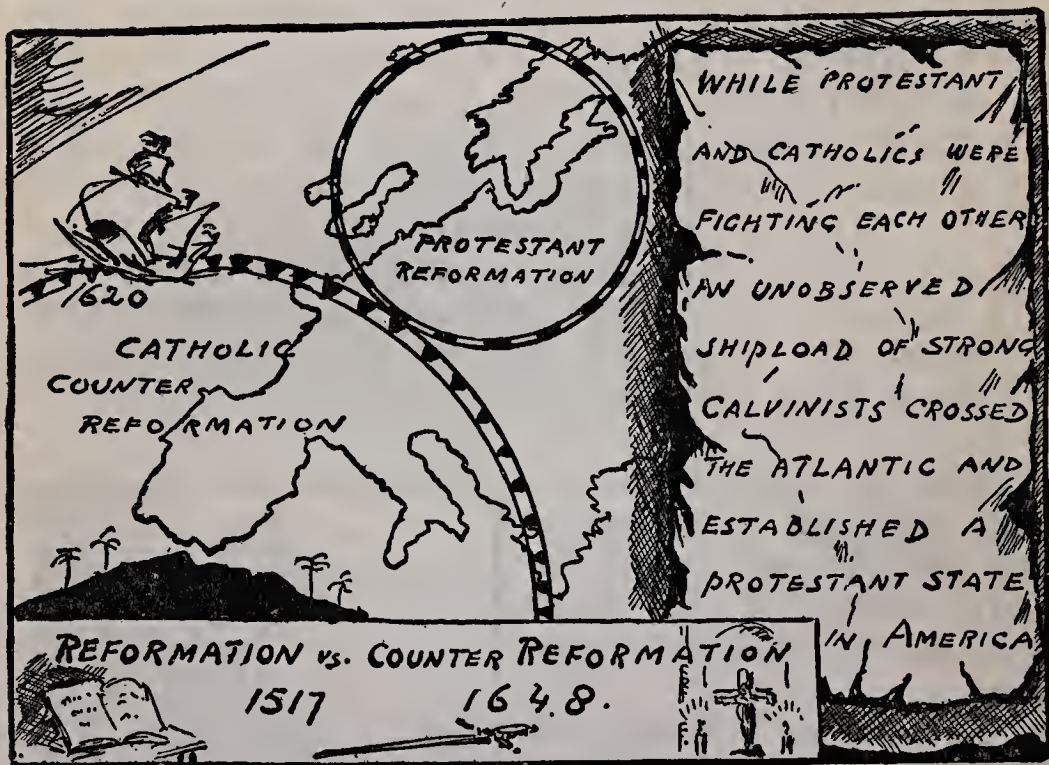 1620
CATHOLIC
COUNTER
REFORMATION
PROTESTANT
REFORMATION
WHILE PROTESTANT
AND CATHOLICS WERE
FIGHTING EACH OTHER
AN UNOBSERVED
SHIPLOAD OF STRONG
CALVINISTS CROSSED
THE ATLANTIC AND
ESTABLISHED A
PROTESTANT STATE
IN AMERICA
REFORMATION vs. COUNTER REFORMATION
1517 1648.